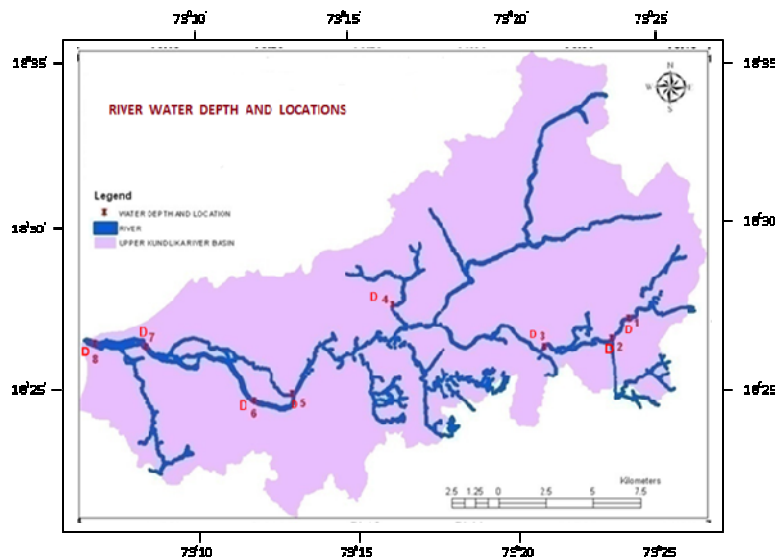 73°10' 73°15' 73°20' 73°25'
18°35' 18°35'
N
W E
S
RIVER WATER DEPTH AND LOCATIONS
Legend
WATER DEPTH AND LOCATION
RIVER
UPPER KUNDLIKA RIVER BASIN
18°30' 18°30'
D 4
D 7
D 3
D 1
D 2
D 8
D 6
D 5
18°25' 18°25'
Kilometers
2.5 1.25 0 2.5 5 7.5
73°10' 73°15' 73°20' 73°25'